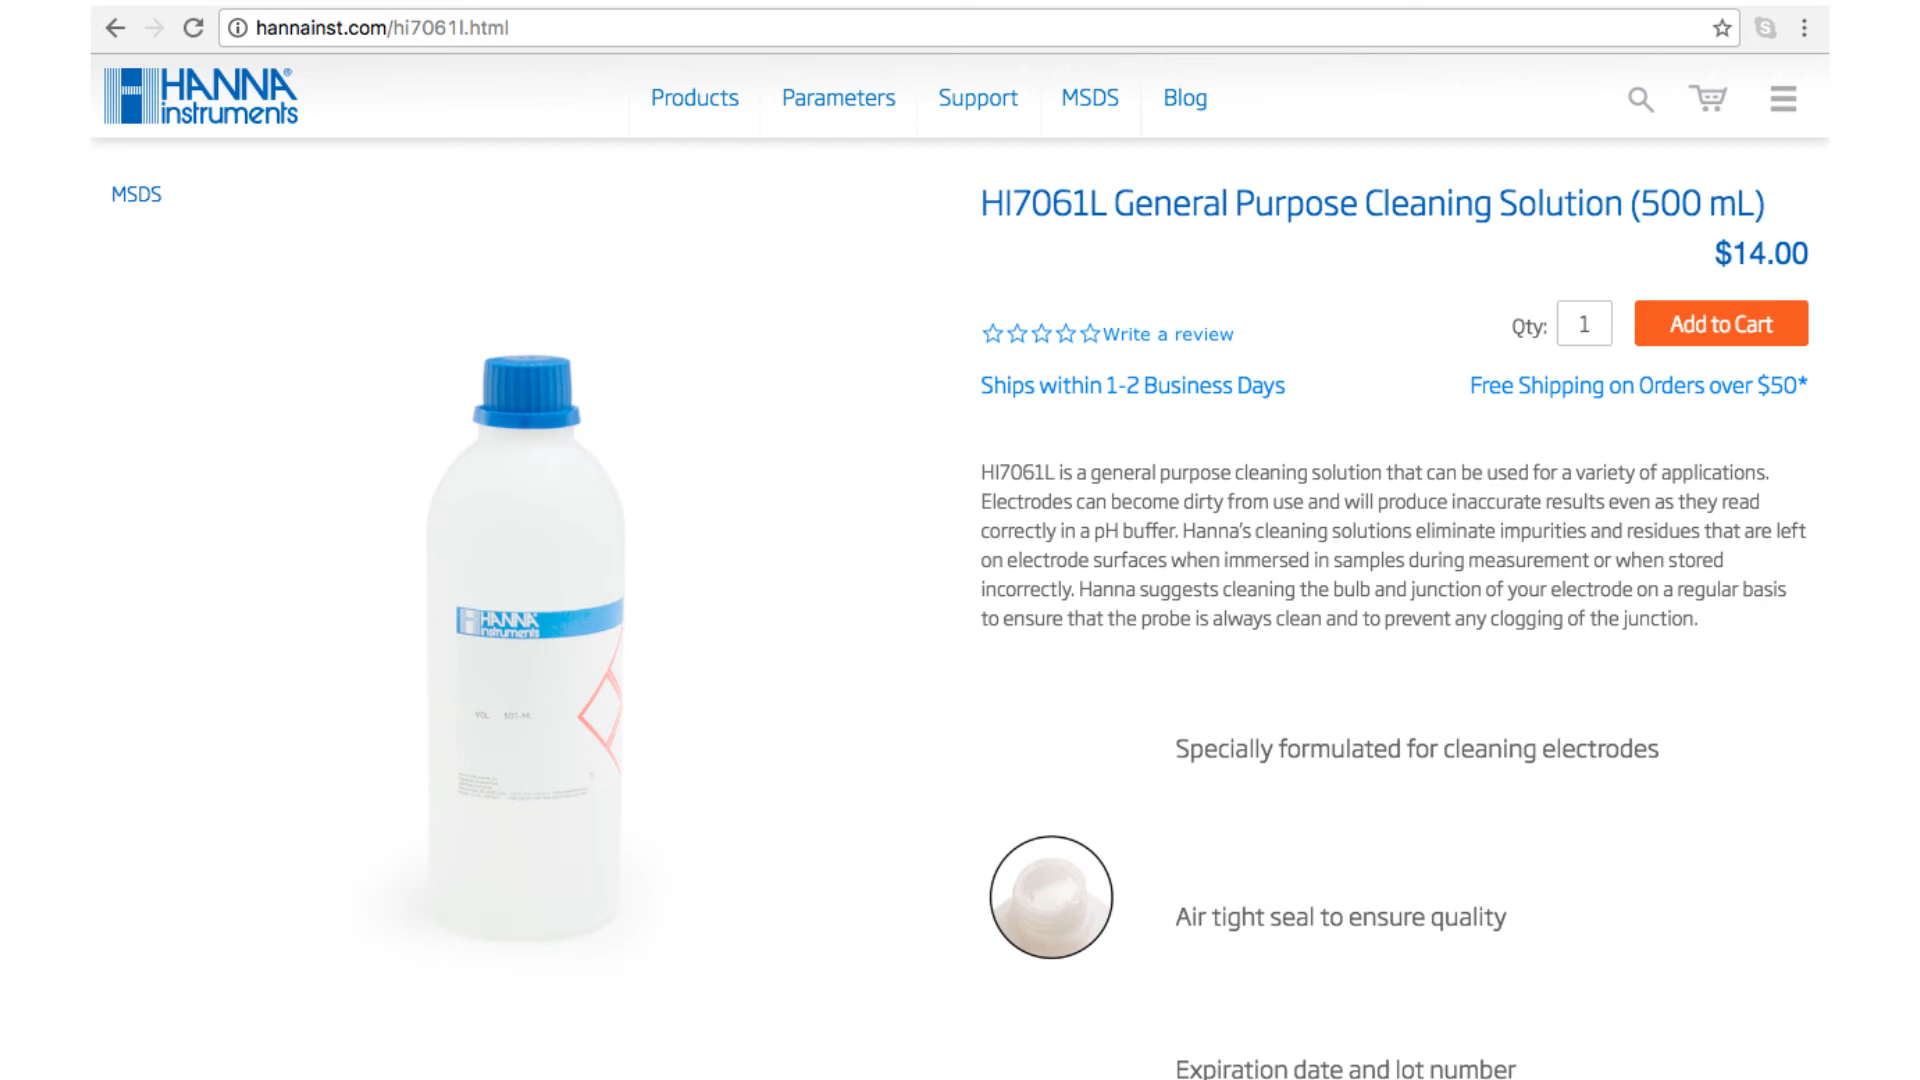 hannainst.com/hi7061l.html
HANNA®
instruments
Products
Parameters
Support
MSDS
Blog
MSDS
HI7061L General Purpose Cleaning Solution (500 mL)
$14.00
Write a review
Qty: 1
Add to Cart
Ships within 1-2 Business Days
Free Shipping on Orders over $50*
HI7061L is a general purpose cleaning solution that can be used for a variety of applications.
Electrodes can become dirty from use and will produce inaccurate results even as they read
correctly in a pH buffer. Hanna's cleaning solutions eliminate impurities and residues that are left
on electrode surfaces when immersed in samples during measurement or when stored
incorrectly. Hanna suggests cleaning the bulb and junction of your electrode on a regular basis
to ensure that the probe is always clean and to prevent any clogging of the junction.
HANNA
instruments
Specially formulated for cleaning electrodes
Air tight seal to ensure quality
Expiration date and lot number